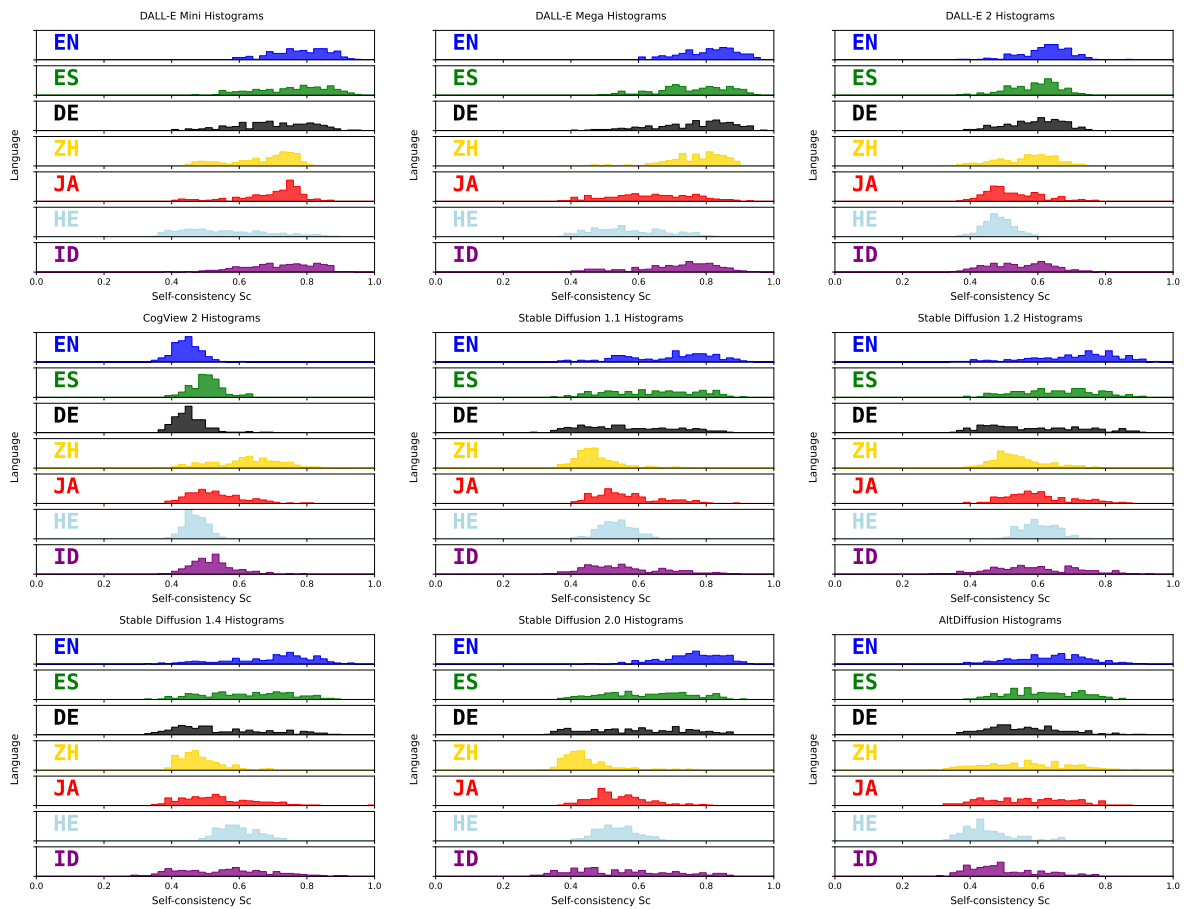 DALL-E Mini Histograms
EN
ES
DE
ZH
JA
HE
ID
Language
0.0 0.2 0.4 0.6 0.8 1.0
Self-consistency Sc
DALL-E Mega Histograms
EN
ES
DE
ZH
JA
HE
ID
Language
0.0 0.2 0.4 0.6 0.8 1.0
Self-consistency Sc
DALL-E 2 Histograms
EN
ES
DE
ZH
JA
HE
ID
Language
0.0 0.2 0.4 0.6 0.8 1.0
Self-consistency Sc
CogView 2 Histograms
EN
ES
DE
ZH
JA
HE
ID
Language
0.0 0.2 0.4 0.6 0.8 1.0
Self-consistency Sc
Stable Diffusion 1.1 Histograms
EN
ES
DE
ZH
JA
HE
ID
Language
0.0 0.2 0.4 0.6 0.8 1.0
Self-consistency Sc
Stable Diffusion 1.2 Histograms
EN
ES
DE
ZH
JA
HE
ID
Language
0.0 0.2 0.4 0.6 0.8 1.0
Self-consistency Sc
Stable Diffusion 1.4 Histograms
EN
ES
DE
ZH
JA
HE
ID
Language
0.0 0.2 0.4 0.6 0.8 1.0
Self-consistency Sc
Stable Diffusion 2.0 Histograms
EN
ES
DE
ZH
JA
HE
ID
Language
0.0 0.2 0.4 0.6 0.8 1.0
Self-consistency Sc
AltDiffusion Histograms
EN
ES
DE
ZH
JA
HE
ID
Language
0.0 0.2 0.4 0.6 0.8 1.0
Self-consistency Sc